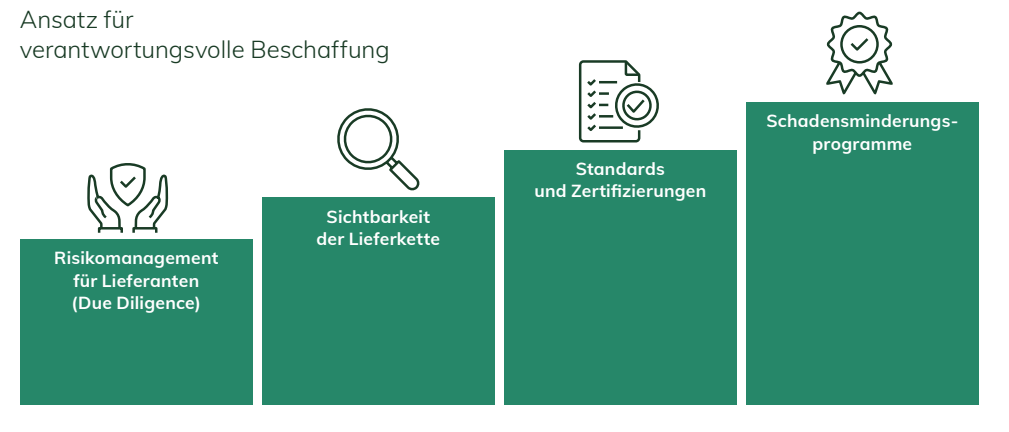 Ansatz für
verantwortungsvolle Beschaffung
Risikomanagement
für Lieferanten
(Due Diligence)
Sichtbarkeit
der Lieferkette
Standards
und Zertifizierungen
Schadensminderungs-
programme